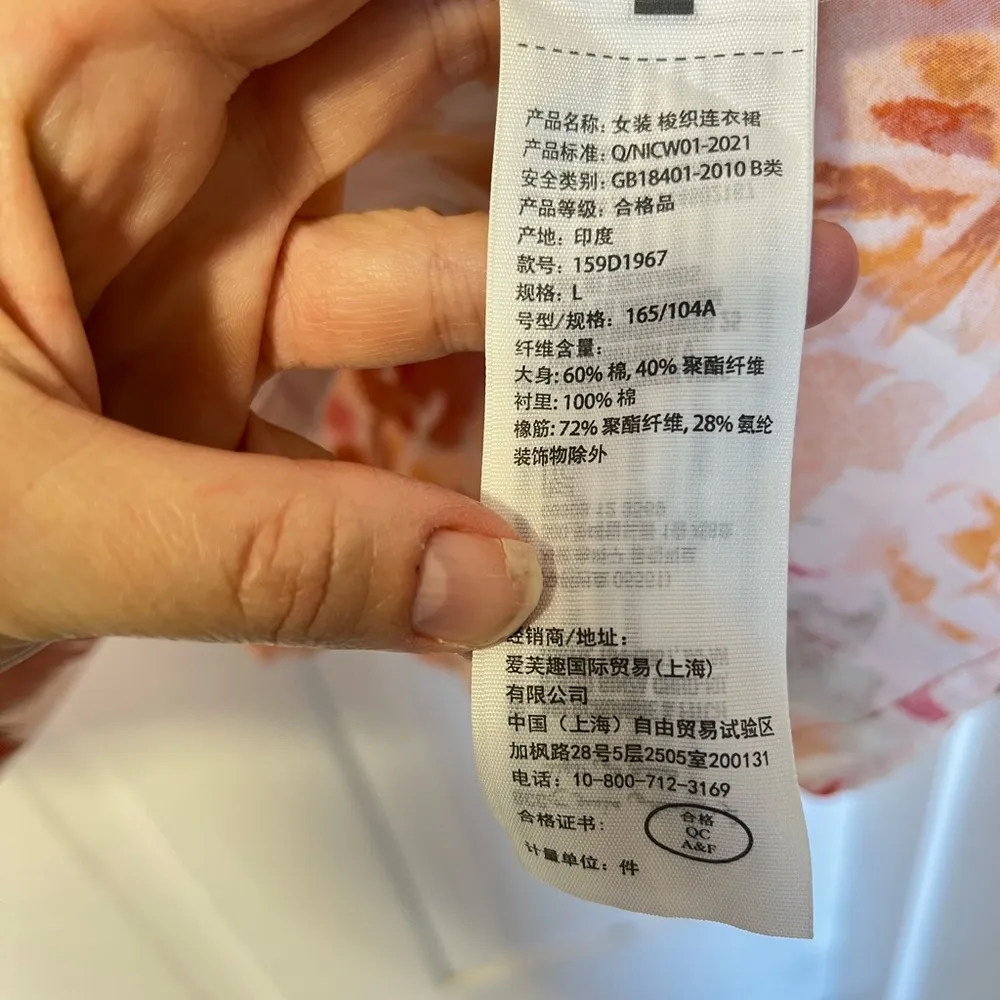 产品名称: 女装 梭织连衣裙
产品标准: Q/NICW01-2021
安全类别: GB18401-2010 B类
产品等级: 合格品
产地: 印度
款号: 159D1967
规格: L
号型/规格: 165/104A
纤维含量:
大身: 60% 棉, 40% 聚酯纤维
衬里: 100% 棉
橡筋: 72% 聚酯纤维, 28% 氨纶
装饰物除外
经销商/地址:
爱芙趣国际贸易(上海)
有限公司
中国（上海）自由贸易试验区
加枫路28号5层2505室200131
电话: 10-800-712-3169
合格证书:
合格
QC
A&F
计量单位: 件